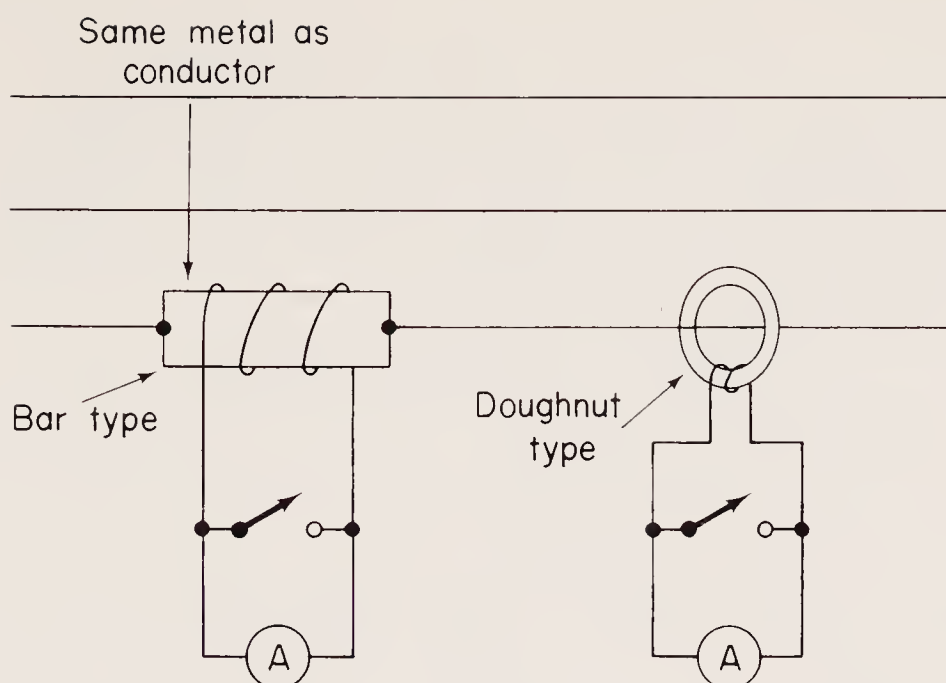 Same metal as
conductor
Bar type
Doughnut
type
A
A